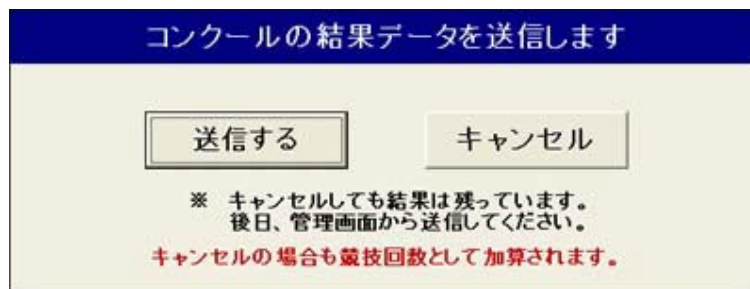 コンクールの結果データを送信します
送信する
キャンセル
※ キャンセルしても結果は残っています。
後日、管理画面から送信してください。
キャンセルの場合も競技回数として加算されます。